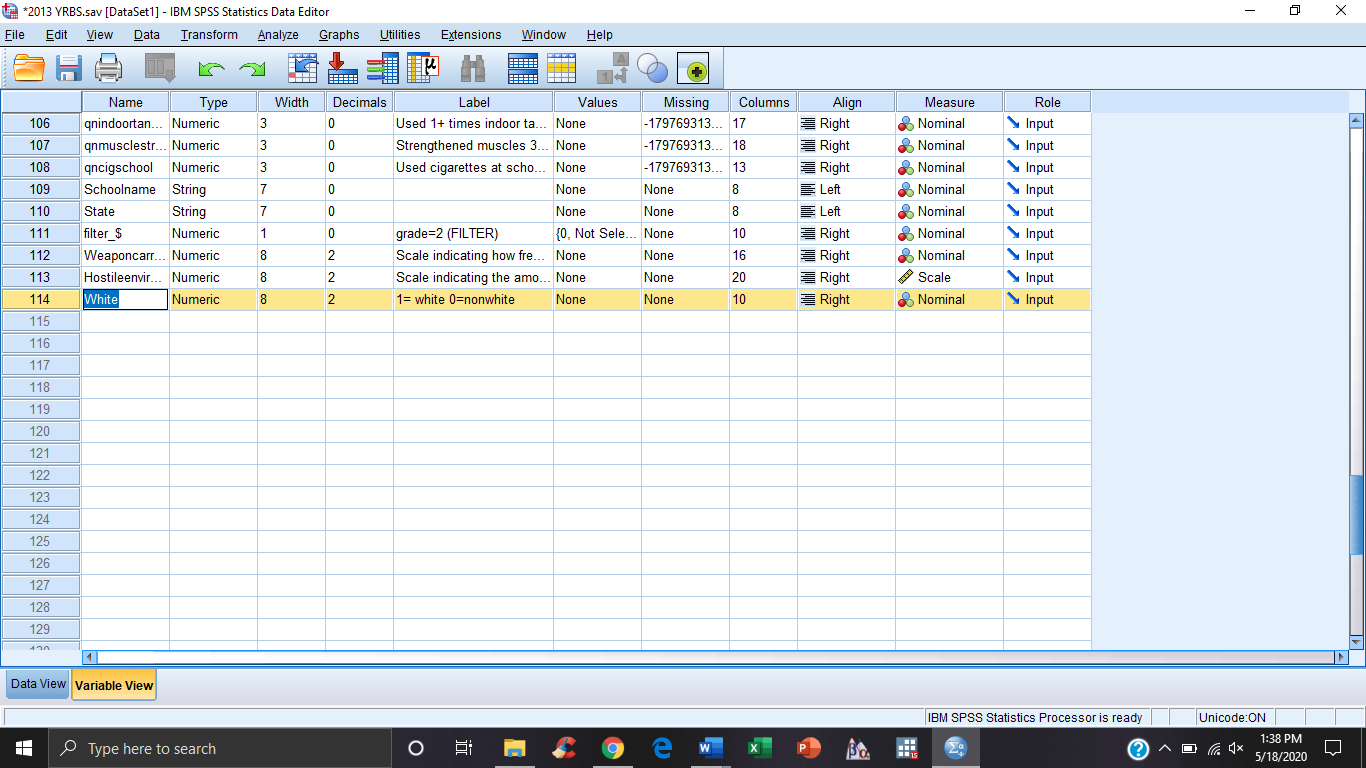 *2013 YRBS.sav [DataSet1] - IBM SPSS Statistics Data Editor
File Edit View Data Transform Analyze Graphs Utilities Extensions Window Help
Name Type Width Decimals Label Values Missing Columns Align Measure Role
106 qnindoortan... Numeric 3 0 Used 1+ times indoor ta... None -179769313... 17 Right Nominal Input
107 qnmusclestr... Numeric 3 0 Strengthened muscles 3... None -179769313... 18 Right Nominal Input
108 qncigschool Numeric 3 0 Used cigarettes at scho... None -179769313... 13 Right Nominal Input
109 Schoolname String 7 0 None None 8 Left Nominal Input
110 State String 7 0 None None 8 Left Nominal Input
111 filter_$ Numeric 1 0 grade=2 (FILTER) {0, Not Sele... None 10 Right Nominal Input
112 Weaponcarr... Numeric 8 2 Scale indicating how fre... None None 16 Right Nominal Input
113 Hostileenvir... Numeric 8 2 Scale indicating the amo... None None 20 Right Scale Input
114 White Numeric 8 2 1= white 0=nonwhite None None 10 Right Nominal Input
115
116
117
118
119
120
121
122
123
124
125
126
127
128
129
Data View Variable View
IBM SPSS Statistics Processor is ready Unicode:ON
Type here to search
1:38 PM
5/18/2020